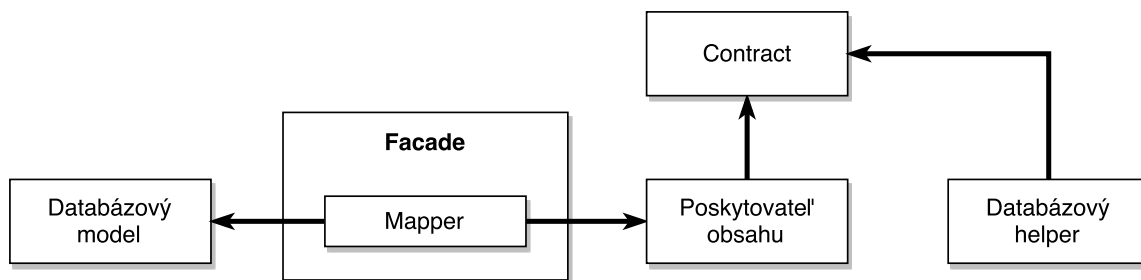 Contract
Facade
Databázový
model
Mapper
Poskytovateľ
obsahu
Databázový
helper